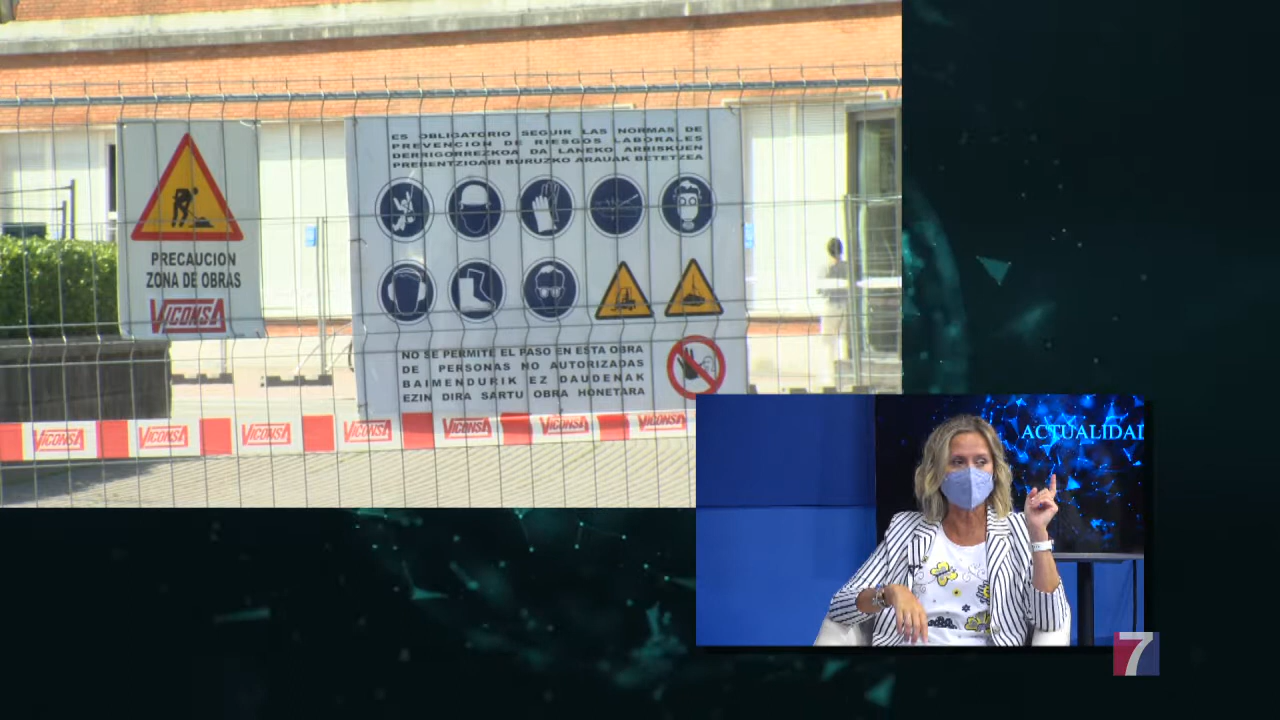 ES OBLIGATORIO SEGUIR LAS NORMAS DE
PREVENCION DE RIESGOS LABORALES
DERRIGORREZKOA DA LANEKO ARRISKUEN
PREBENTZIOARI BURUZKO ARAUAK BETETZEA
PRECAUCION
ZONA DE OBRAS
VICONSA
NO SE PERMITE EL PASO EN ESTA OBRA
DE PERSONAS NO AUTORIZADAS
BAIMENDURIK EZ DAUDENAK
EZIN DIRA SARTU OBRA HONETARA
VICONSA VICONSA VICONSA VICONSA VICONSA VICONSA VICONSA
ACTUALIDAD
7